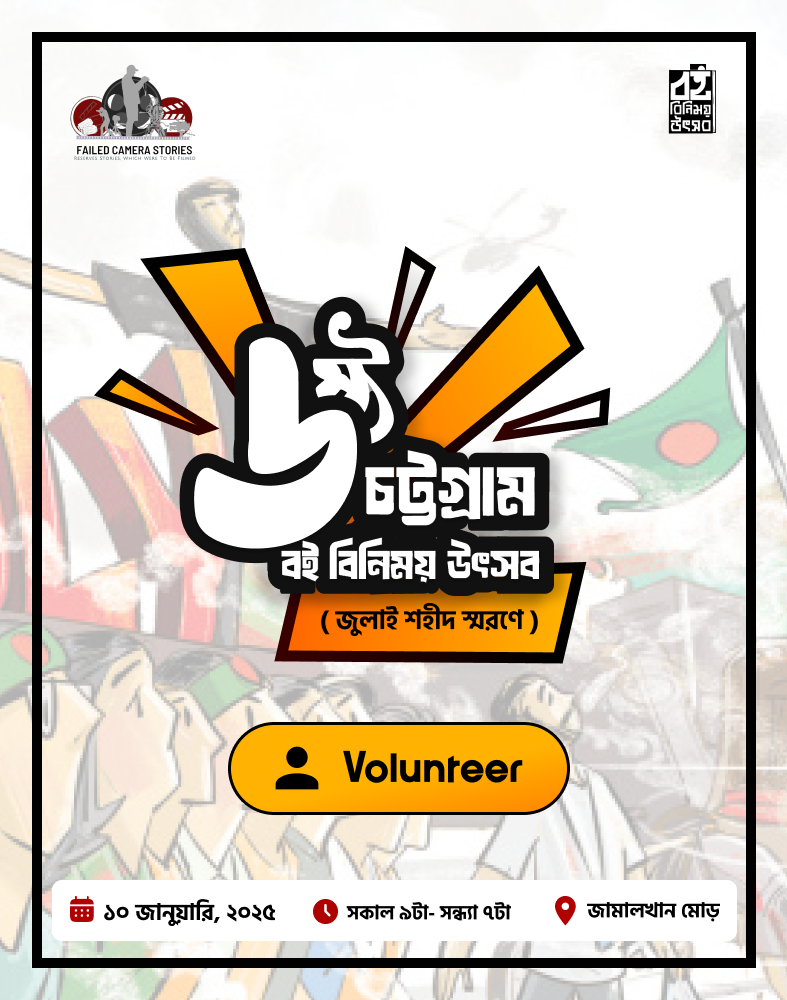 FAILED CAMERA STORIES
RESERVES STORIES, WHICH WERE TO BE FILMED
বই
বিনিময়
উৎসব
৬ষ্ঠ
চট্টগ্রাম
বই বিনিময় উৎসব
( জুলাই শহীদ স্মরণে )
Volunteer
১০ জানুয়ারি, ২০২৫
সকাল ৯টা- সন্ধ্যা ৭টা
জামালখান মোড়